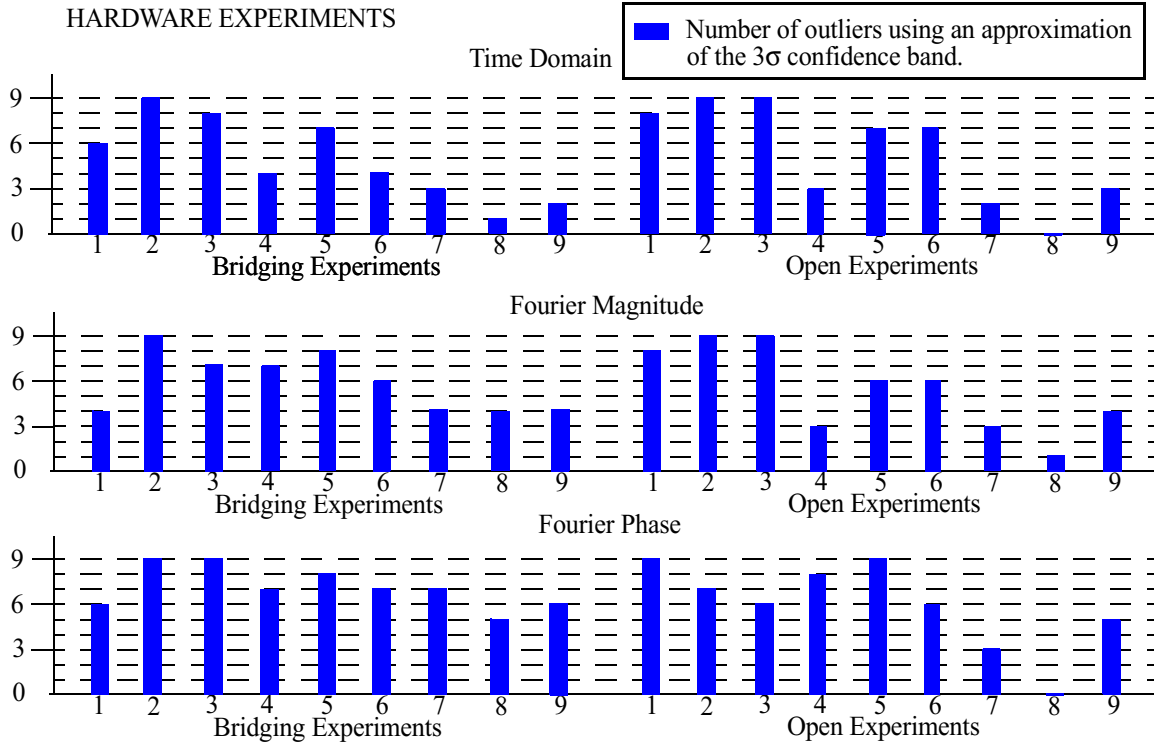 HARDWARE EXPERIMENTS
Number of outliers using an approximation
of the 3σ confidence band.
Time Domain
9
6
3
0
1 2 3 4 5 6 7 8 9 1 2 3 4 5 6 7 8 9
Bridging Experiments Open Experiments
Fourier Magnitude
9
6
3
0
1 2 3 4 5 6 7 8 9 1 2 3 4 5 6 7 8 9
Bridging Experiments Open Experiments
Fourier Phase
9
6
3
0
1 2 3 4 5 6 7 8 9 1 2 3 4 5 6 7 8 9
Bridging Experiments Open Experiments